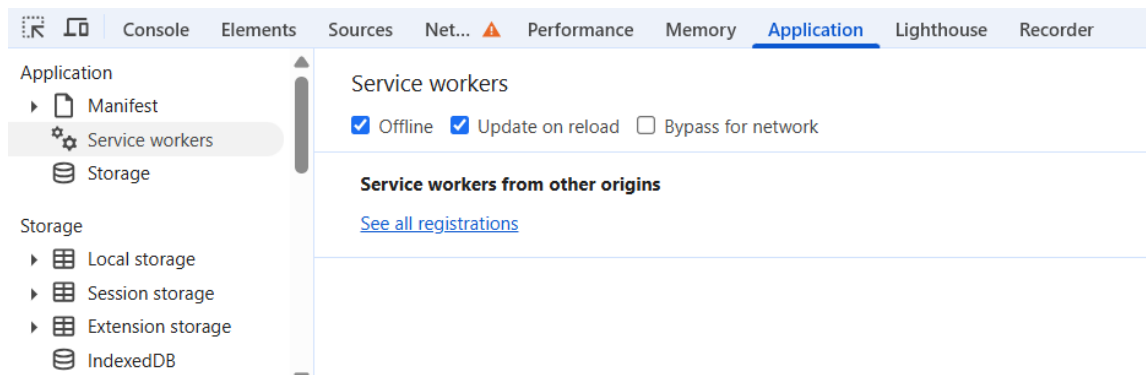 Console Elements Sources Net... Performance Memory Application Lighthouse Recorder
Application
Manifest
Service workers
Storage
Storage
Local storage
Session storage
Extension storage
IndexedDB
Service workers
Offline Update on reload Bypass for network
Service workers from other origins
See all registrations